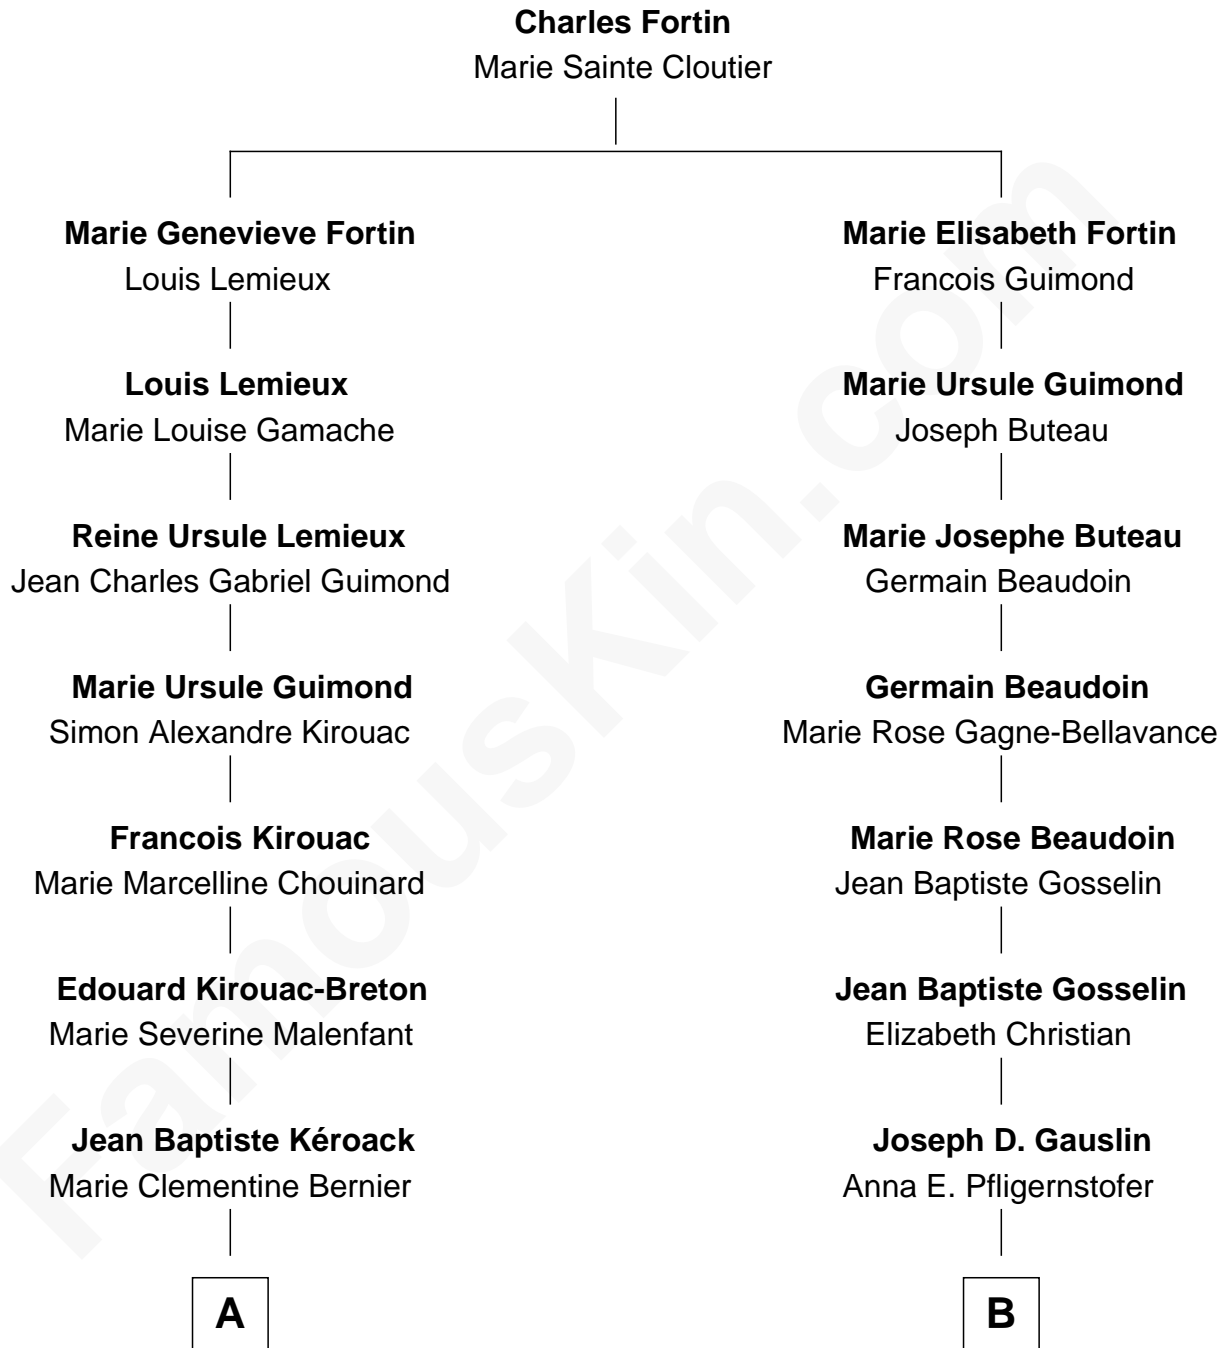 Charles Fortin
Marie Sainte Cloutier
Marie Genevieve Fortin
Louis Lemieux
Marie Elisabeth Fortin
Francois Guimond
Louis Lemieux
Marie Louise Gamache
Marie Ursule Guimond
Joseph Buteau
Reine Ursule Lemieux
Jean Charles Gabriel Guimond
Marie Josephe Buteau
Germain Beaudoin
Marie Ursule Guimond
Simon Alexandre Kirouac
Germain Beaudoin
Marie Rose Gagne-Bellavance
Francois Kirouac
Marie Marcelline Chouinard
Marie Rose Beaudoin
Jean Baptiste Gosselin
Edouard Kirouac-Breton
Marie Severine Malenfant
Jean Baptiste Gosselin
Elizabeth Christian
Jean Baptiste Kéroack
Marie Clementine Bernier
Joseph D. Gauslin
Anna E. Pfligernstofer
A
B
FamousKin.com